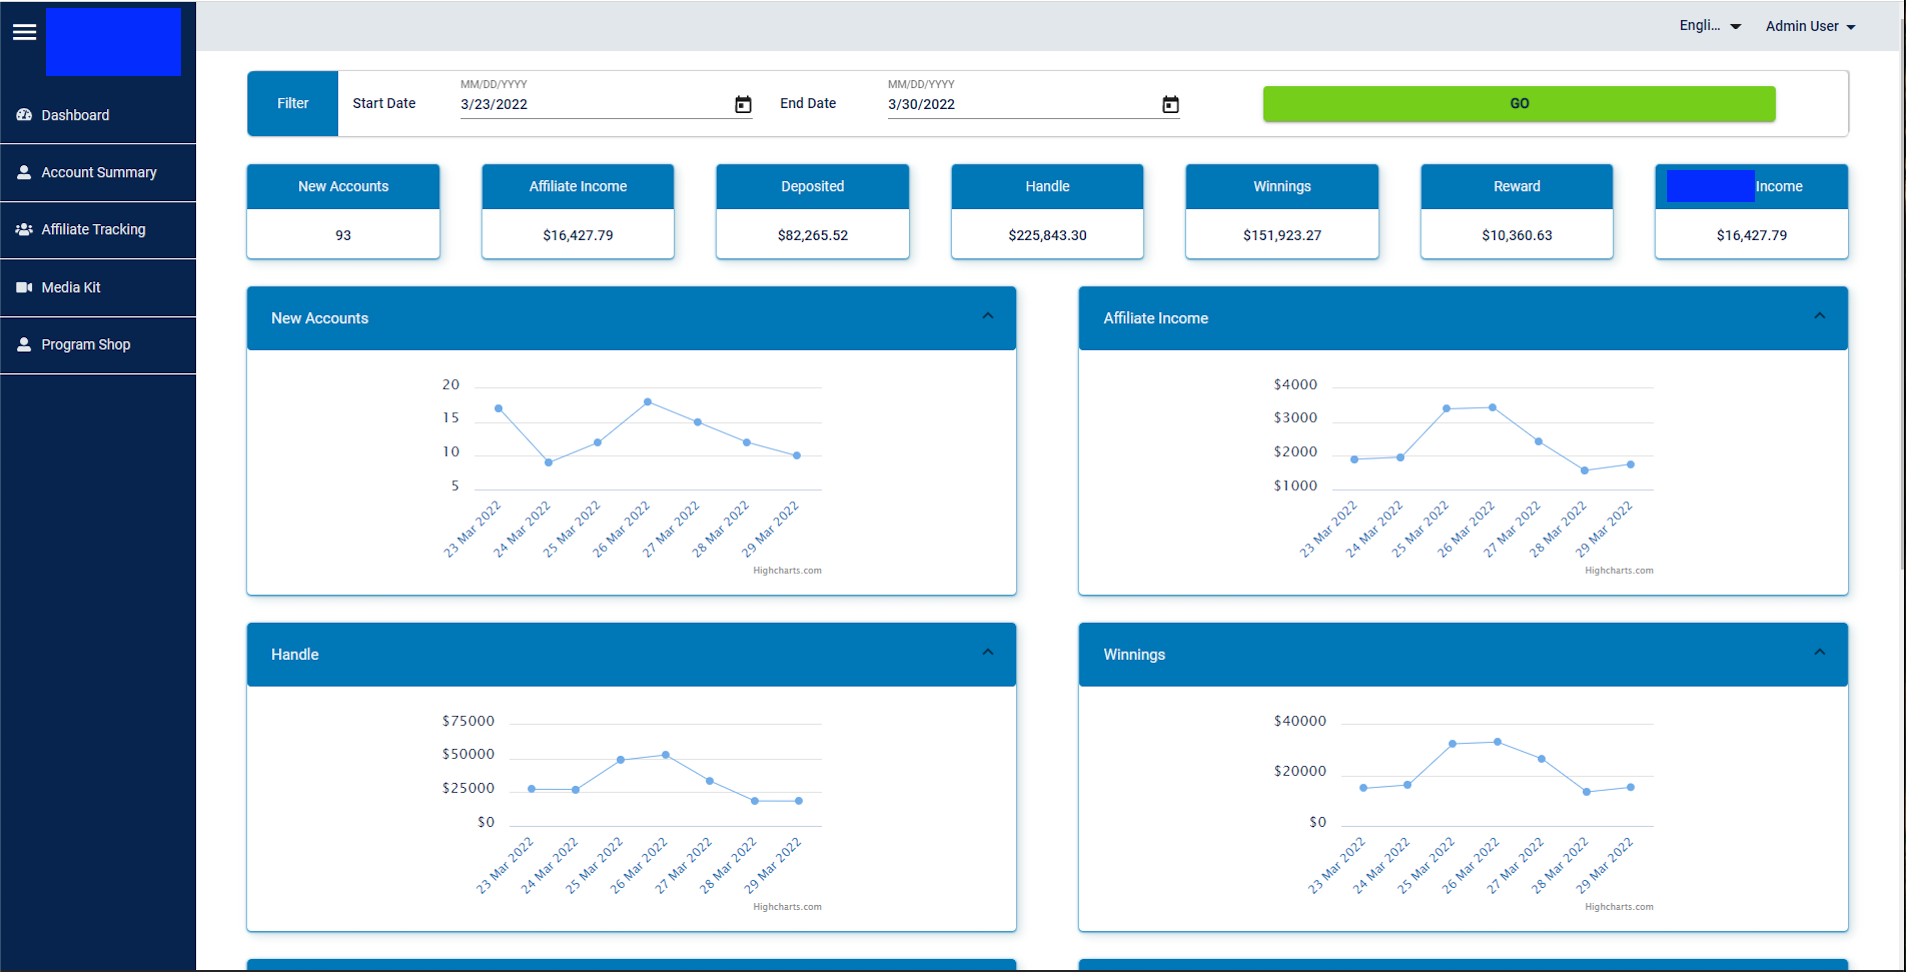 Engli...
Admin User
Dashboard
Account Summary
Affiliate Tracking
Media Kit
Program Shop
Filter
Start Date
MM/DD/YYYY
3/23/2022
End Date
MM/DD/YYYY
3/30/2022
GO
New Accounts
93
Affiliate Income
$16,427.79
Deposited
$82,265.52
Handle
$225,843.30
Winnings
$151,923.27
Reward
$10,360.63
Income
$16,427.79
New Accounts
20
15
10
5
23 Mar 2022
24 Mar 2022
25 Mar 2022
26 Mar 2022
27 Mar 2022
28 Mar 2022
29 Mar 2022
Highcharts.com
Affiliate Income
$4000
$3000
$2000
$1000
23 Mar 2022
24 Mar 2022
25 Mar 2022
26 Mar 2022
27 Mar 2022
28 Mar 2022
29 Mar 2022
Highcharts.com
Handle
$75000
$50000
$25000
$0
23 Mar 2022
24 Mar 2022
25 Mar 2022
26 Mar 2022
27 Mar 2022
28 Mar 2022
29 Mar 2022
Highcharts.com
Winnings
$40000
$20000
$0
23 Mar 2022
24 Mar 2022
25 Mar 2022
26 Mar 2022
27 Mar 2022
28 Mar 2022
29 Mar 2022
Highcharts.com